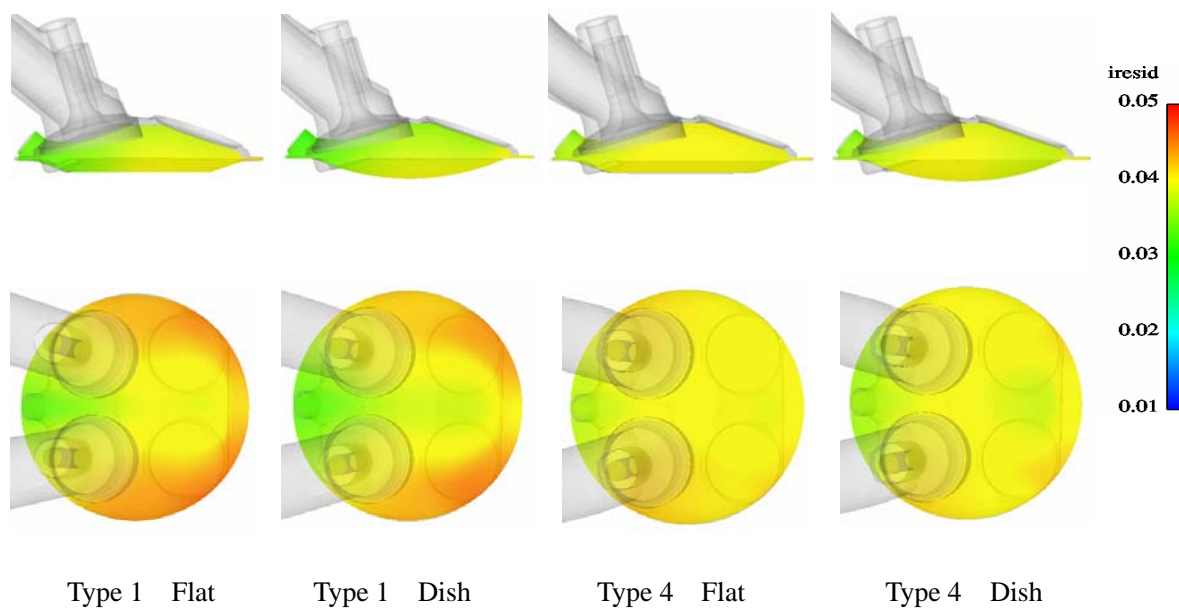 iresid
0.05
0.04
0.03
0.02
0.01
Type 1 Flat
Type 1 Dish
Type 4 Flat
Type 4 Dish